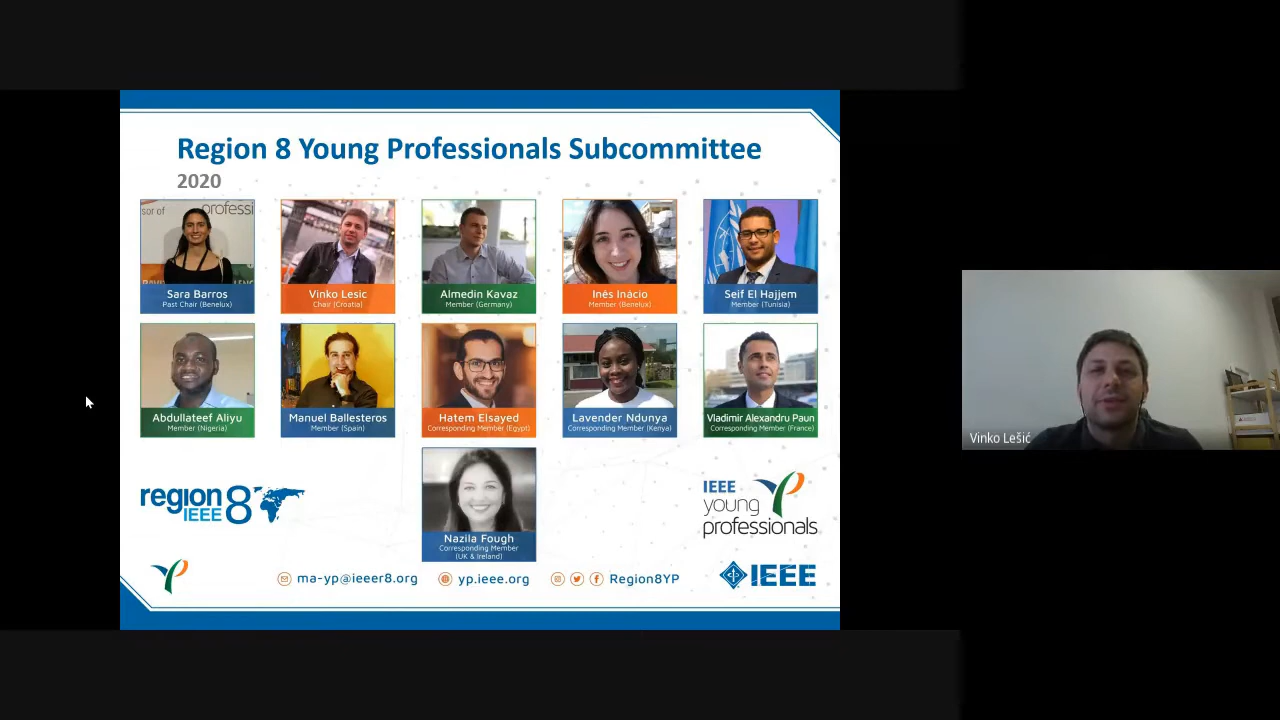 Region 8 Young Professionals Subcommittee
2020
sor of professi
Sara Barros
Past Chair (Benelux)
Vinko Lesic
Chair (Croatia)
Almedin Kavaz
Member (Germany)
Inês Inácio
Member (Benelux)
Seif El Hajjem
Member (Tunisia)
Abdullateef Aliyu
Member (Nigeria)
Manuel Ballesteros
Member (Spain)
Hatem Elsayed
Corresponding Member (Egypt)
Lavender Ndunya
Corresponding Member (Kenya)
Vladimir Alexandru Paun
Corresponding Member (France)
Nazila Fough
Corresponding Member
(UK & Ireland)
region 8
IEEE
IEEE
young
professionals
ma-yp@ieeer8.org
yp.ieee.org
Region8YP
IEEE
Vinko Lešić